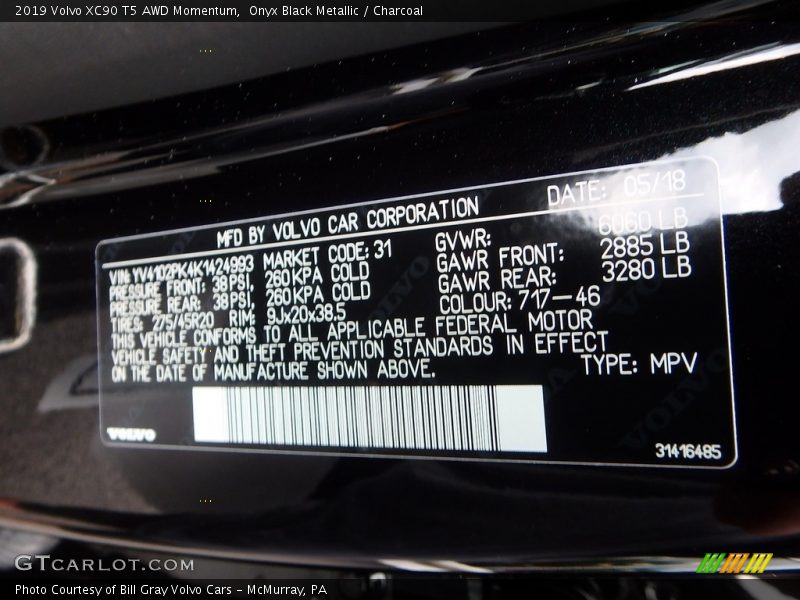 2019 Volvo XC90 T5 AWD Momentum,  Onyx Black Metallic / Charcoal
MFD BY VOLVO CAR CORPORATION DATE: 05/18
VIN: YV4102PK4K1424993 MARKET CODE: 31 GVWR: 6060 LB
PRESSURE FRONT: 38PSI, 260KPA COLD GAWR FRONT: 2885 LB
PRESSURE REAR: 38PSI, 260KPA COLD GAWR REAR: 3280 LB
TIRES: 275/45R20 RIM: 9Jx20x38.5 COLOUR: 717-46
THIS VEHICLE CONFORMS TO ALL APPLICABLE FEDERAL MOTOR
VEHICLE SAFETY AND THEFT PREVENTION STANDARDS IN EFFECT
ON THE DATE OF MANUFACTURE SHOWN ABOVE. TYPE: MPV
VOLVO 31416485
GTCARLOT.COM
Photo Courtesy of Bill Gray Volvo Cars - McMurray, PA